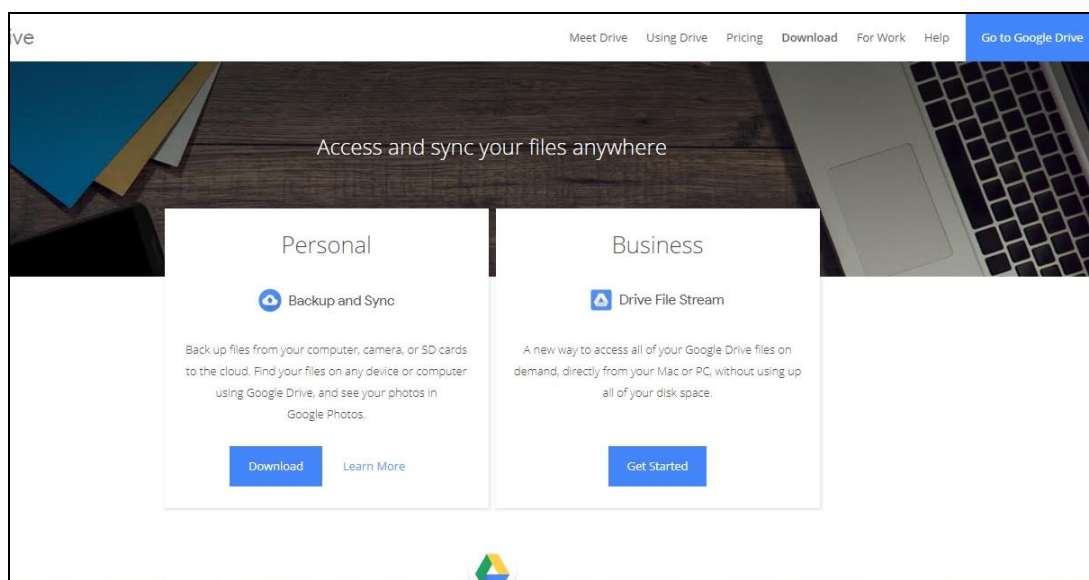 ive
Meet Drive Using Drive Pricing Download For Work Help Go to Google Drive
Access and sync your files anywhere
Personal
Backup and Sync
Back up files from your computer, camera, or SD cards
to the cloud. Find your files on any device or computer
using Google Drive, and see your photos in
Google Photos.
Download Learn More
Business
Drive File Stream
A new way to access all of your Google Drive files on
demand, directly from your Mac or PC, without using up
all of your disk space.
Get Started